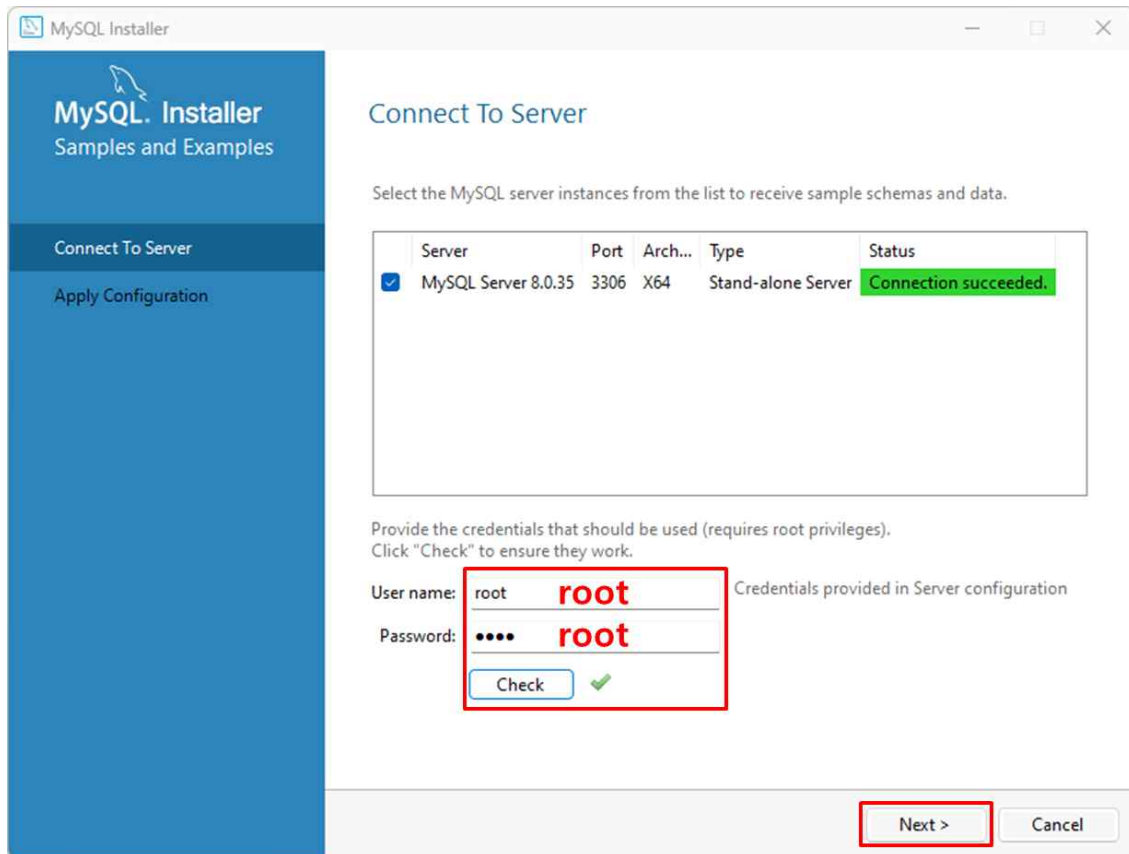 MySQL Installer
MySQL. Installer
Samples and Examples
Connect To Server
Apply Configuration
Connect To Server
Select the MySQL server instances from the list to receive sample schemas and data.
Server Port Arch... Type Status
MySQL Server 8.0.35 3306 X64 Stand-alone Server Connection succeeded.
Provide the credentials that should be used (requires root privileges).
Click "Check" to ensure they work.
User name: root root Credentials provided in Server configuration
Password: •••• root
Check
Next > Cancel